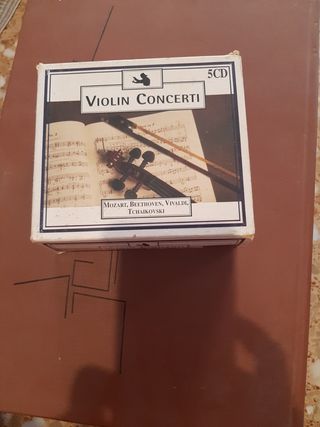 5CD
VIOLIN CONCERTI
MOZART, BEETHOVEN, VIVALDI,
TCHAIKOVSKI